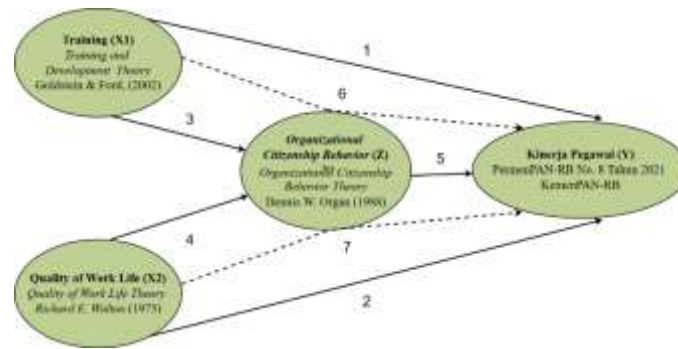 Training (X1)
Training and
Development Theory
Goldstein & Ford, (2002)
1
6
3
Organizational
Citizenship Behavior (Z)
Organizational Citizenship
Behavior Theory
Dennis W. Organ (1988)
5
Kinerja Pegawai (Y)
PermenPAN-RB No. 8 Tahun 2021
KemenPAN-RB
4
7
Quality of Work Life (X2)
Quality of Work Life Theory
Richard E. Walton (1975)
2